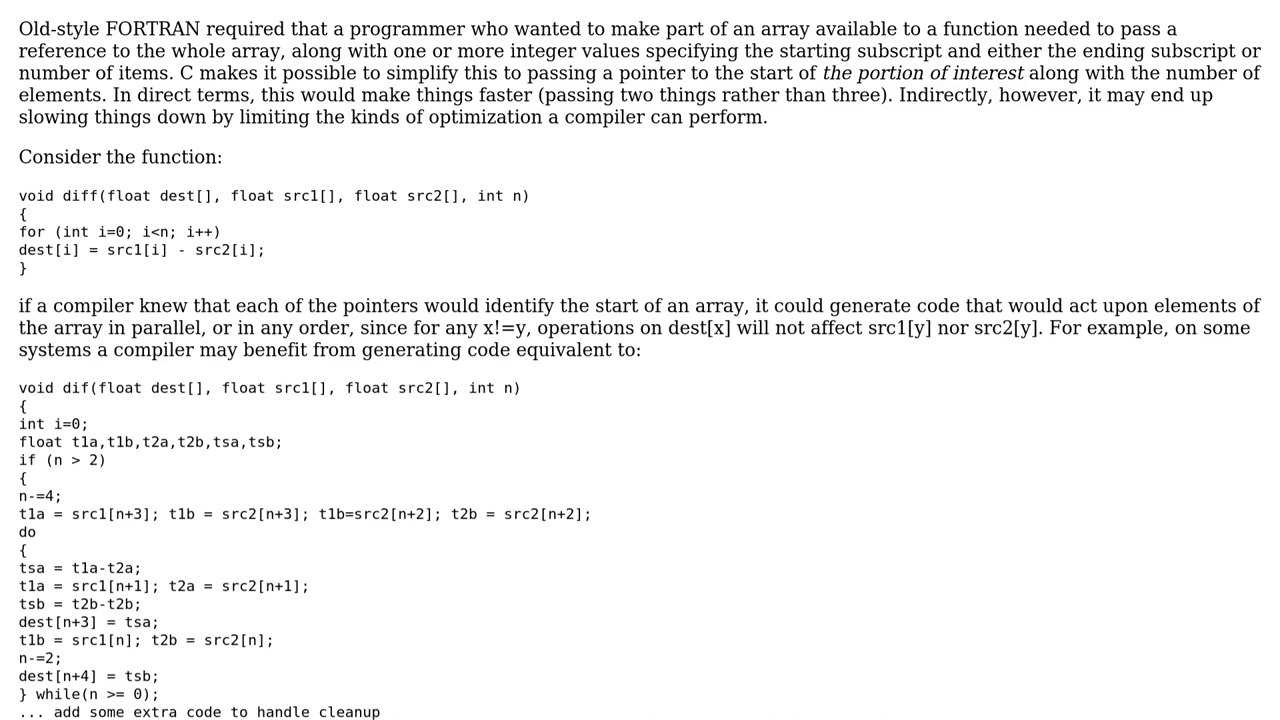 Old-style FORTRAN required that a programmer who wanted to make part of an array available to a function needed to pass a
reference to the whole array, along with one or more integer values specifying the starting subscript and either the ending subscript or
number of items. C makes it possible to simplify this to passing a pointer to the start of the portion of interest along with the number of
elements. In direct terms, this would make things faster (passing two things rather than three). Indirectly, however, it may end up
slowing things down by limiting the kinds of optimization a compiler can perform.
Consider the function:
void diff(float dest[], float src1[], float src2[], int n)
{
for (int i=0; i<n; i++)
dest[i] = src1[i] - src2[i];
}
if a compiler knew that each of the pointers would identify the start of an array, it could generate code that would act upon elements of
the array in parallel, or in any order, since for any x!=y, operations on dest[x] will not affect src1[y] nor src2[y]. For example, on some
systems a compiler may benefit from generating code equivalent to:
void dif(float dest[], float src1[], float src2[], int n)
{
int i=0;
float t1a,t1b,t2a,t2b,tsa,tsb;
if (n > 2)
{
n-=4;
t1a = src1[n+3]; t1b = src2[n+3]; t1b=src2[n+2]; t2b = src2[n+2];
do
{
tsa = t1a-t2a;
t1a = src1[n+1]; t2a = src2[n+1];
tsb = t2b-t2b;
dest[n+3] = tsa;
t1b = src1[n]; t2b = src2[n];
n-=2;
dest[n+4] = tsb;
} while(n >= 0);
... add some extra code to handle cleanup